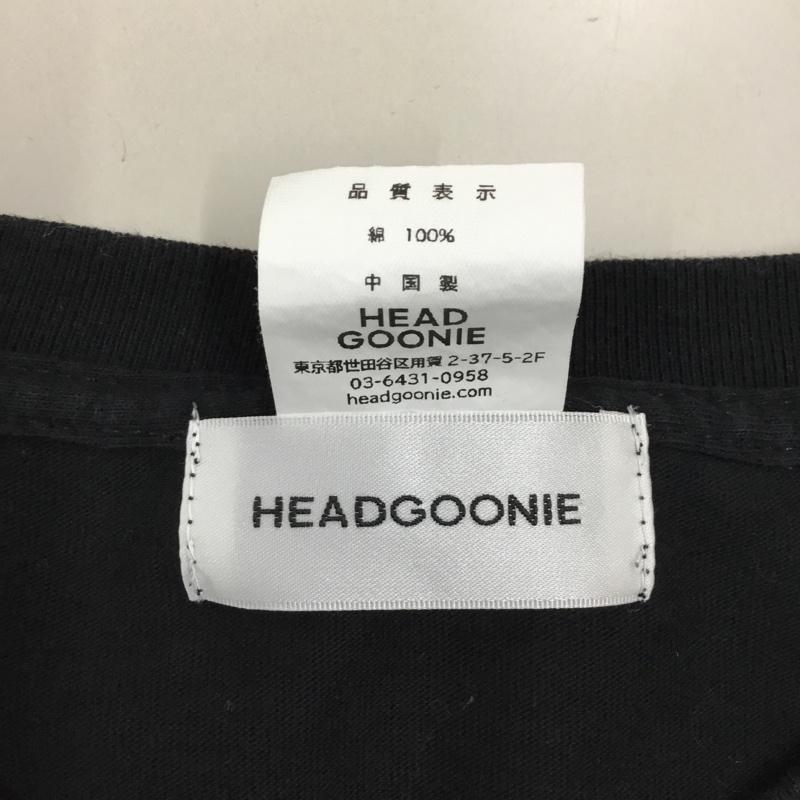 品質表示
綿 100%
中国製
HEAD
GOONIE
東京都世田谷区用賀 2-37-5-2F
03-6431-0958
headgoonie.com
HEADGOONIE